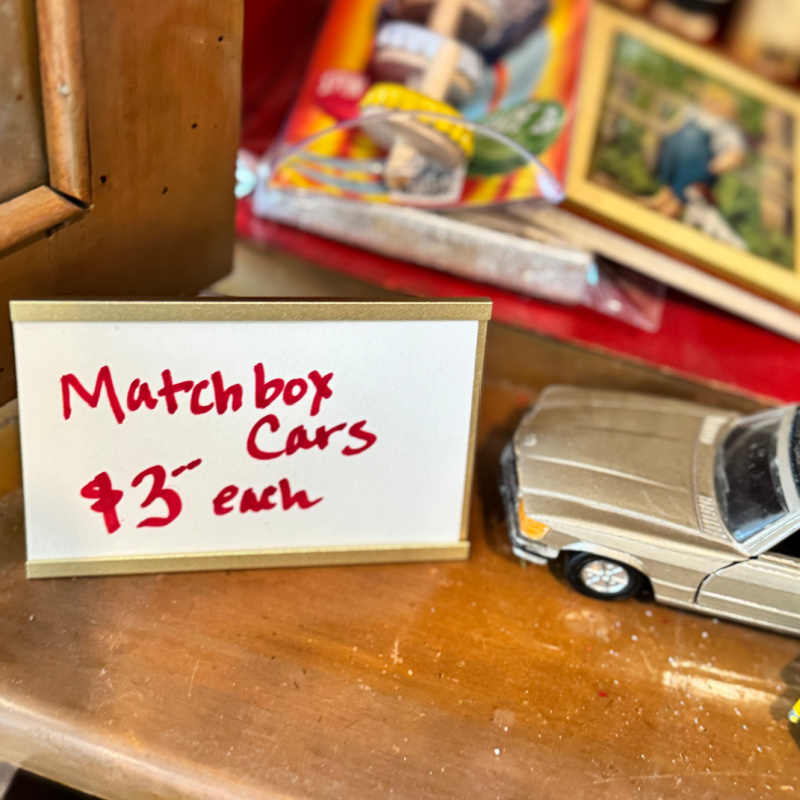 Matchbox
Cars
$3-- each